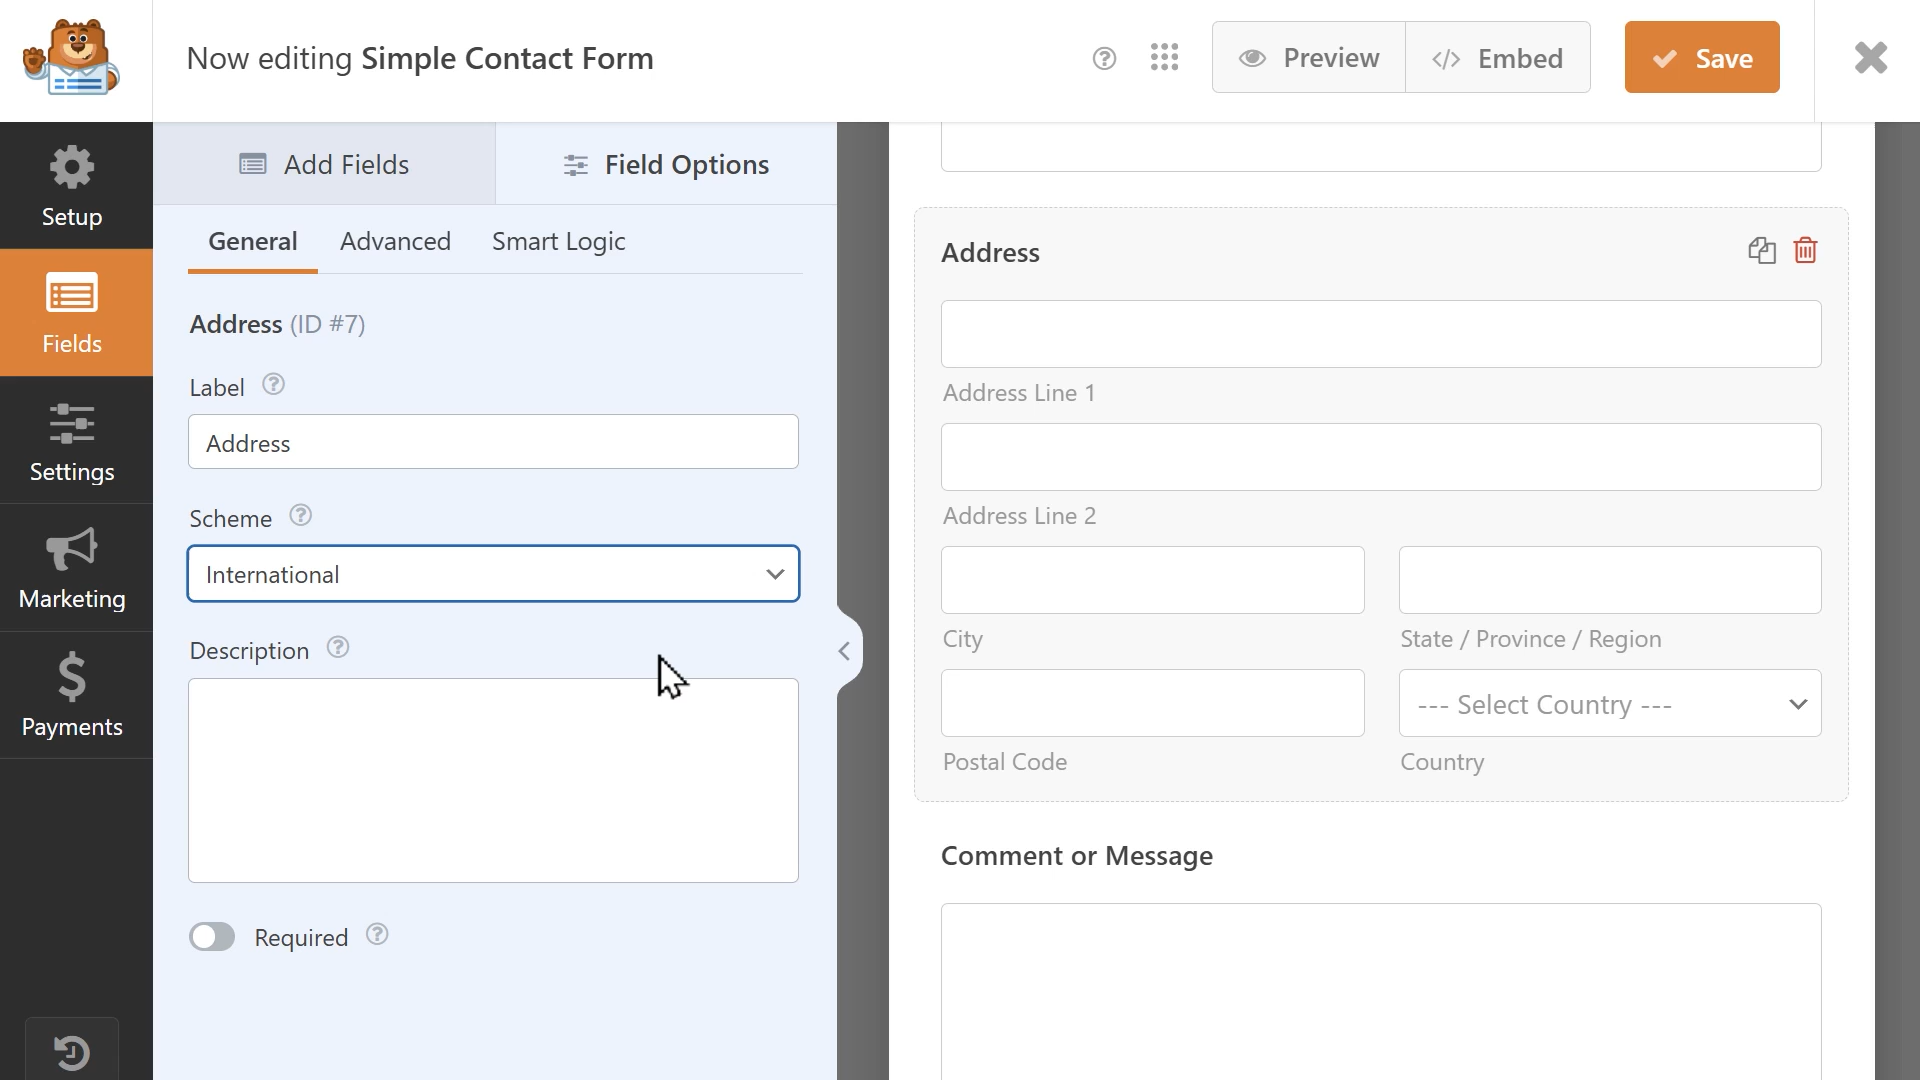 Now editing Simple Contact Form
Preview
Embed
Save
Setup
Fields
Settings
Marketing
Payments
Add Fields
Field Options
General
Advanced
Smart Logic
Address (ID #7)
Label
Address
Scheme
International
Description
Required
Address
Address Line 1
Address Line 2
City
State / Province / Region
--- Select Country ---
Postal Code
Country
Comment or Message